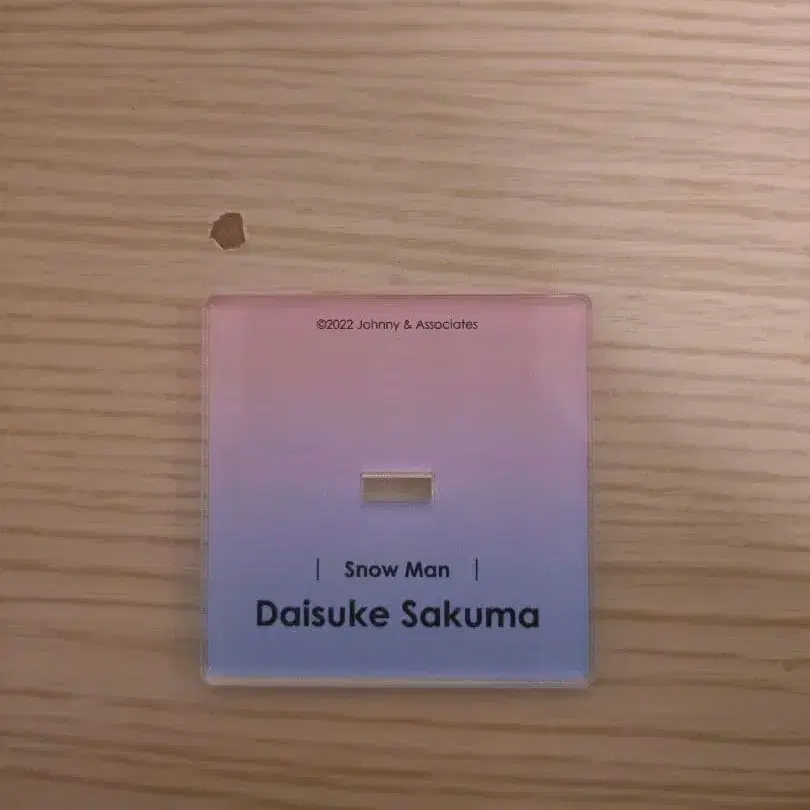 ©2022 Johnny & Associates
| Snow Man |
Daisuke Sakuma